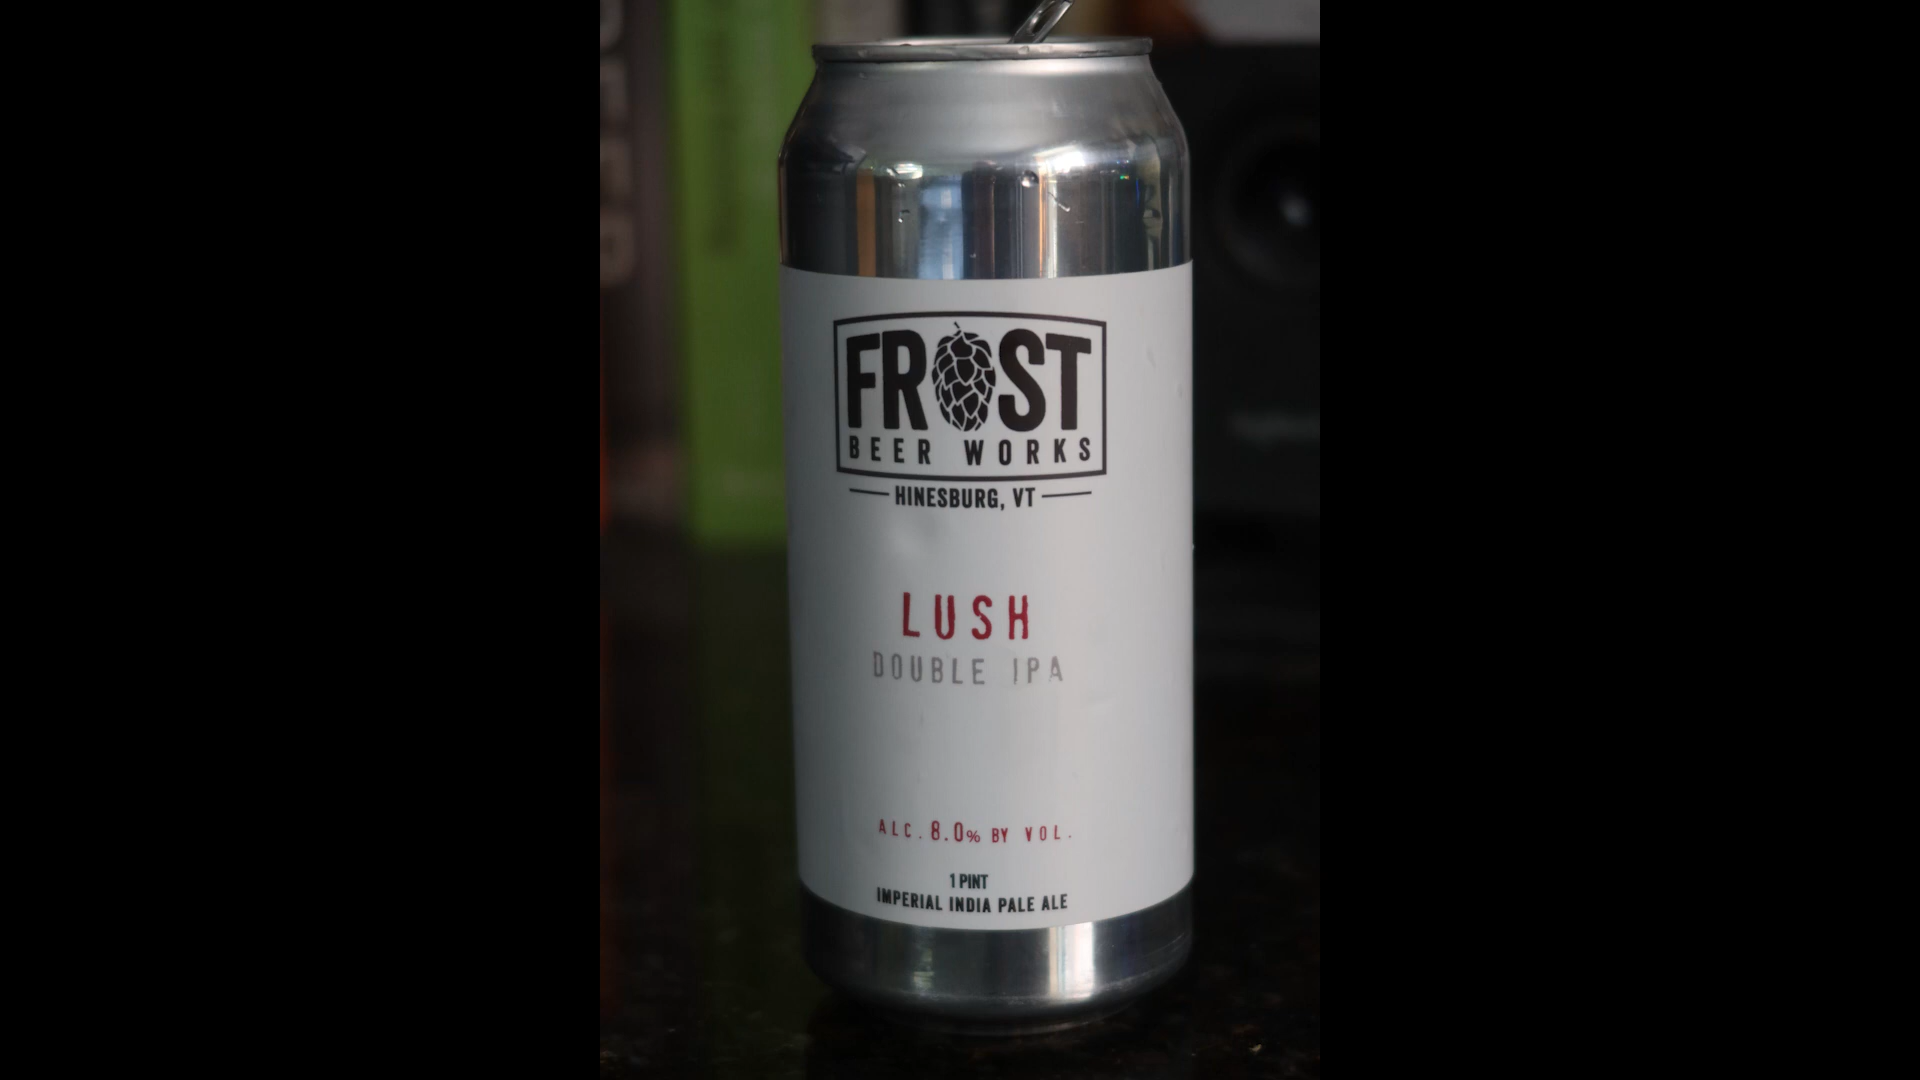 FROST
BEER WORKS
HINESBURG, VT
LUSH
DOUBLE IPA
ALC. 8.0% BY VOL.
1 PINT
IMPERIAL INDIA PALE ALE